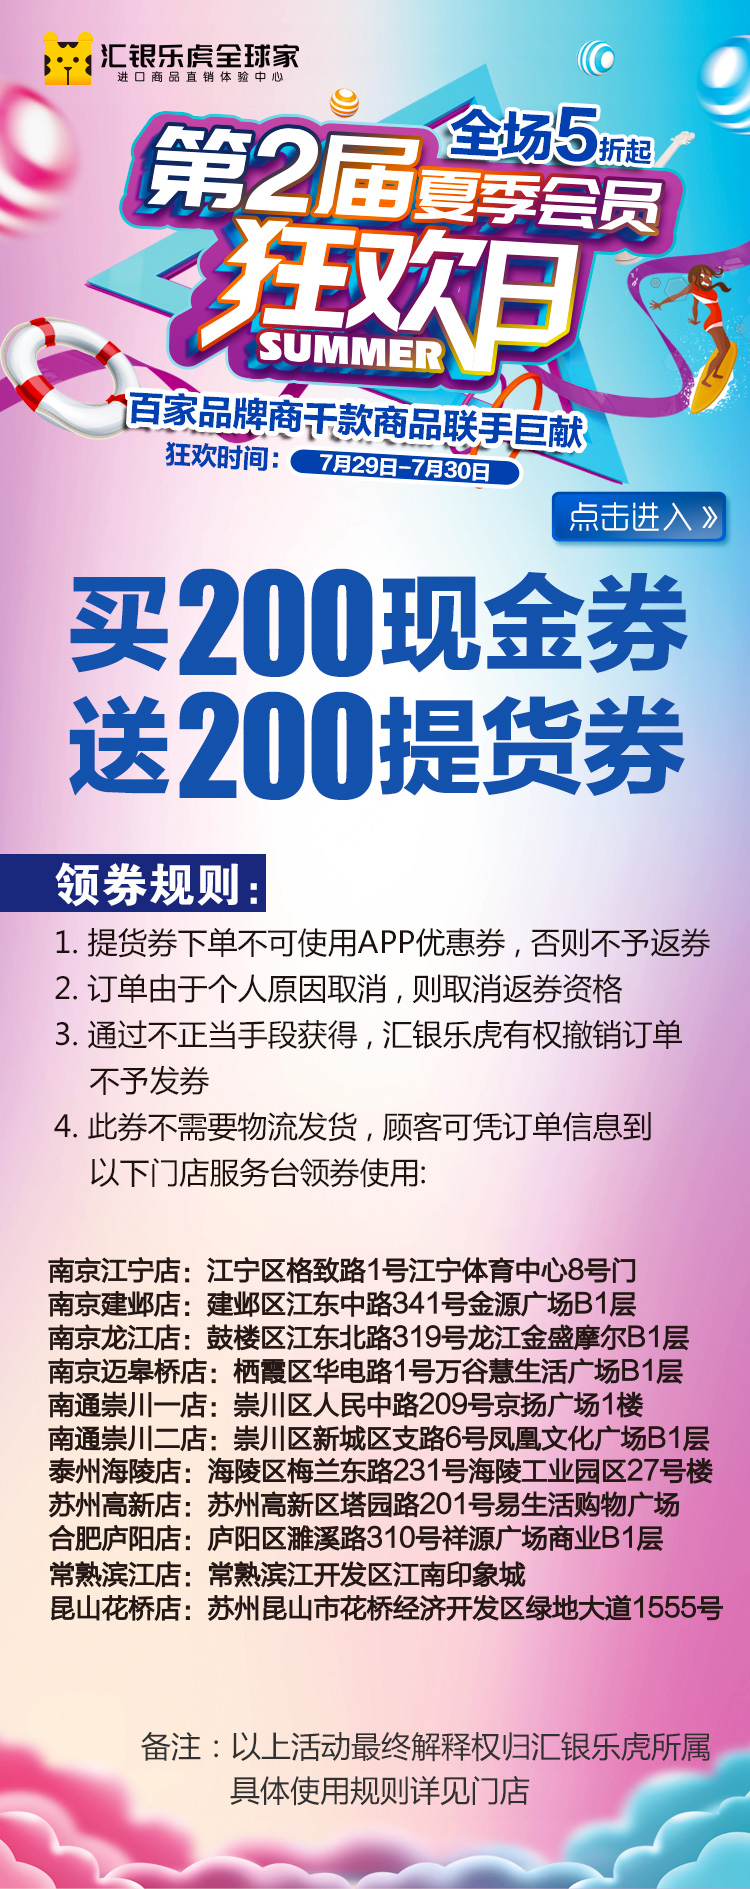 汇银乐虎全球家
进口商品直销体验中心
全场5折起
第2届夏季会员
狂欢日
SUMMER
百家品牌商千款商品联手巨献
狂欢时间：7月29日-7月30日
点击进入》
买200现金券
送200提货券
领券规则：
1. 提货券下单不可使用APP优惠券，否则不予返券
2. 订单由于个人原因取消，则取消返券资格
3. 通过不正当手段获得，汇银乐虎有权撤销订单
不予发券
4. 此券不需要物流发货，顾客可凭订单信息到
以下门店服务台领券使用:
南京江宁店：江宁区格致路1号江宁体育中心8号门
南京建邺店：建邺区江东中路341号金源广场B1层
南京龙江店：鼓楼区江东北路319号龙江金盛摩尔B1层
南京迈皋桥店：栖霞区华电路1号万谷慧生活广场B1层
南通崇川一店：崇川区人民中路209号京扬广场1楼
南通崇川二店：崇川区新城区支路6号凤凰文化广场B1层
泰州海陵店：海陵区梅兰东路231号海陵工业园区27号楼
苏州高新店：苏州高新区塔园路201号易生活购物广场
合肥庐阳店：庐阳区濉溪路310号祥源广场商业B1层
常熟滨江店：常熟滨江开发区江南印象城
昆山花桥店：苏州昆山市花桥经济开发区绿地大道1555号
备注：以上活动最终解释权归汇银乐虎所属
具体使用规则详见门店